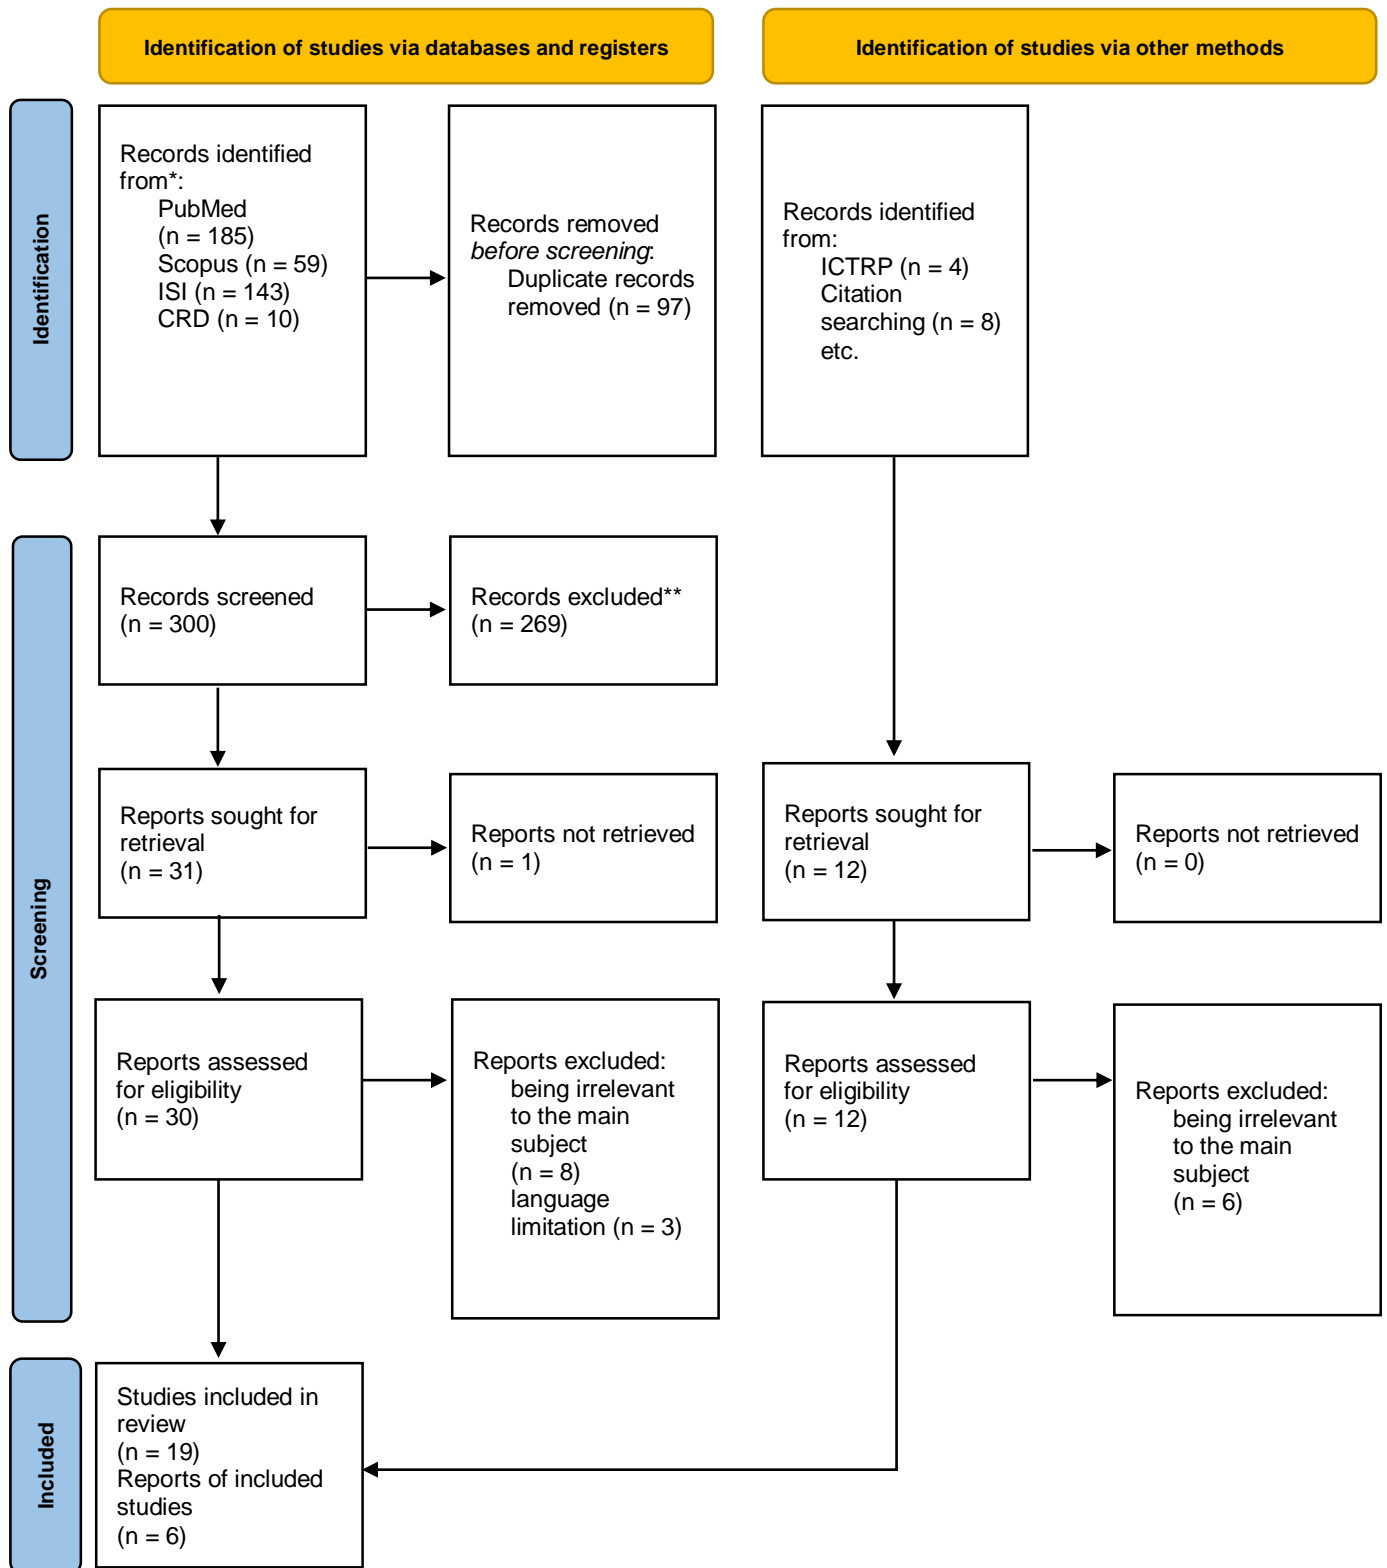 Identification of studies via databases and registers
Identification of studies via other methods
Identification
Records identified
from*:
PubMed
(n = 185)
Scopus (n = 59)
ISI (n = 143)
CRD (n = 10)
Records removed
before screening:
Duplicate records
removed (n = 97)
Records identified
from:
ICTRP (n = 4)
Citation
searching (n = 8)
etc.
Screening
Records screened
(n = 300)
Records excluded**
(n = 269)
Reports sought for
retrieval
(n = 31)
Reports not retrieved
(n = 1)
Reports sought for
retrieval
(n = 12)
Reports not retrieved
(n = 0)
Reports assessed
for eligibility
(n = 30)
Reports excluded:
being irrelevant
to the main
subject
(n = 8)
language
limitation (n = 3)
Reports assessed
for eligibility
(n = 12)
Reports excluded:
being irrelevant
to the main
subject
(n = 6)
Included
Studies included in
review
(n = 19)
Reports of included
studies
(n = 6)